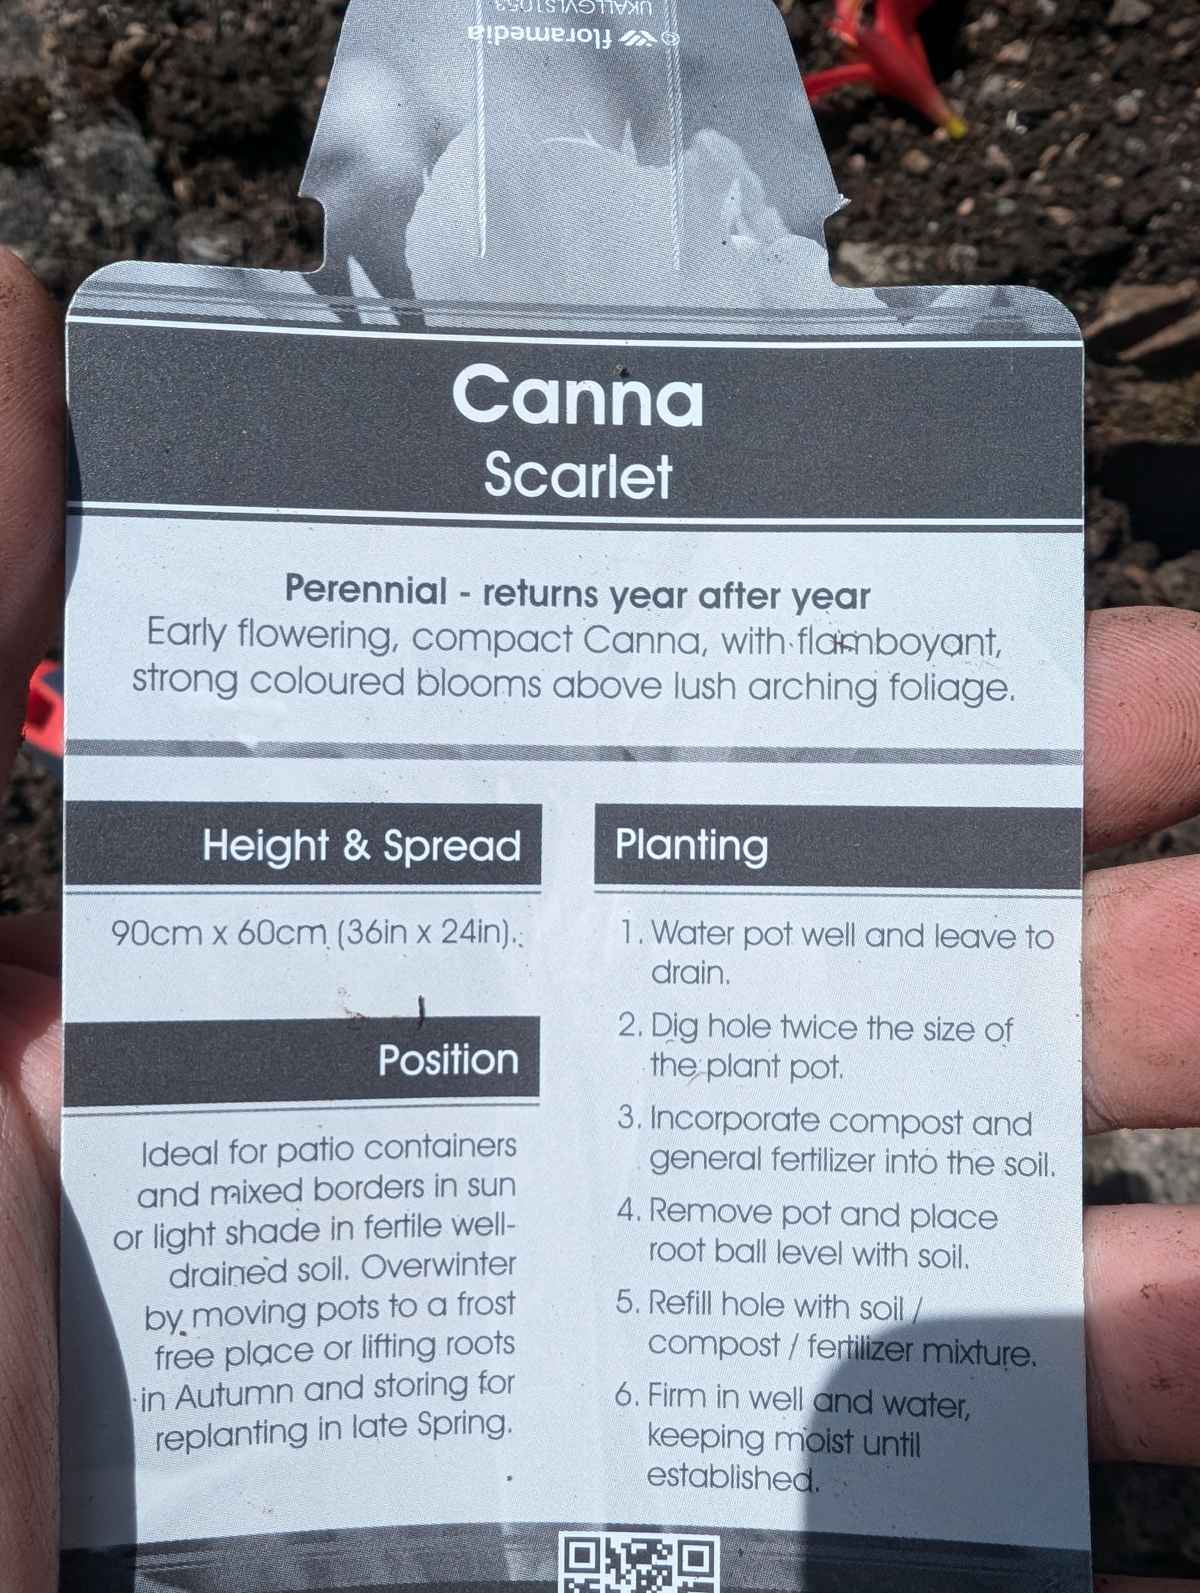 UKALLGVLS1053
© floramedia
Canna
Scarlet
Perennial - returns year after year
Early flowering, compact Canna, with flamboyant,
strong coloured blooms above lush arching foliage.
Height & Spread
90cm x 60cm (36in x 24in).
Position
Ideal for patio containers
and mixed borders in sun
or light shade in fertile well-
drained soil. Overwinter
by moving pots to a frost
free place or lifting roots
in Autumn and storing for
replanting in late Spring.
Planting
1. Water pot well and leave to
drain.
2. Dig hole twice the size of
the plant pot.
3. Incorporate compost and
general fertilizer into the soil.
4. Remove pot and place
root ball level with soil.
5. Refill hole with soil /
compost / fertilizer mixture.
6. Firm in well and water,
keeping moist until
established.